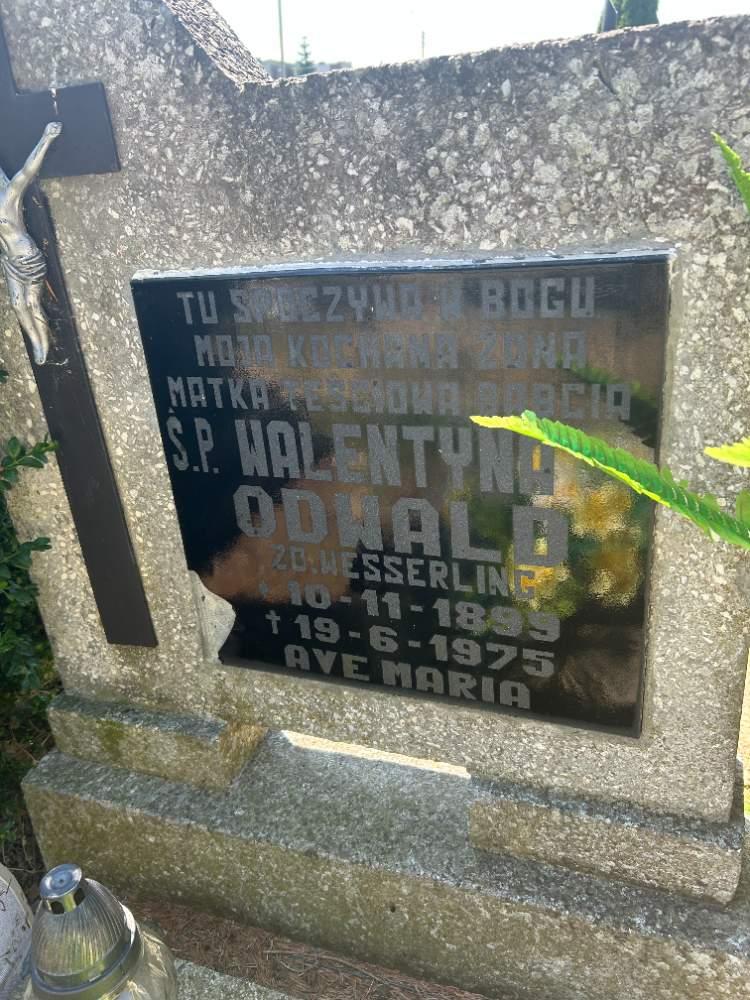 TU SPOCZYWA W BOGU
MOJA KOCHANA ŻONA
MATKA TEŚCIOWA BABCIA
Ś.P. WALENTYNA
ODWALD
ZD. WESSERLING
* 10-11-1899
† 19-6-1975
AVE MARIA